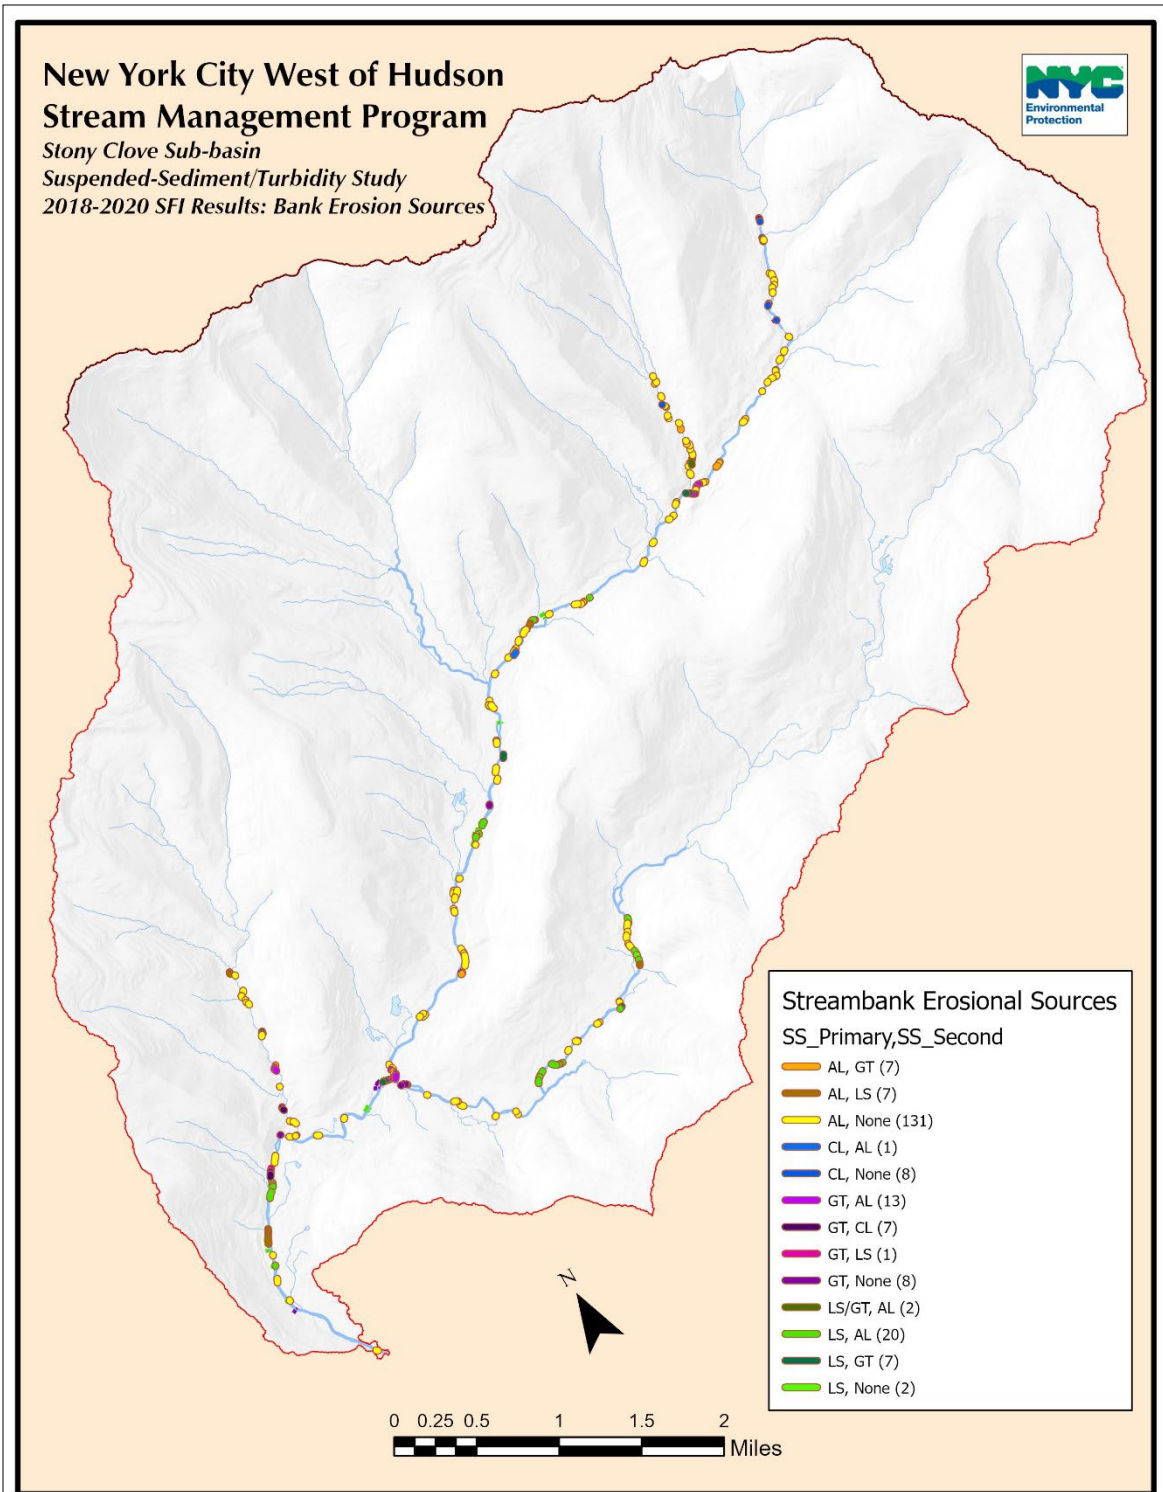 New York City West of Hudson
Stream Management Program
Stony Clove Sub-basin
Suspended-Sediment/Turbidity Study
2018-2020 SFI Results: Bank Erosion Sources
NYC
Environmental
Protection
Streambank Erosional Sources
SS_Primary,SS_Second
AL, GT (7)
AL, LS (7)
AL, None (131)
CL, AL (1)
CL, None (8)
GT, AL (13)
GT, CL (7)
GT, LS (1)
GT, None (8)
LS/GT, AL (2)
LS, AL (20)
LS, GT (7)
LS, None (2)
N
0 0.25 0.5 1 1.5 2
Miles